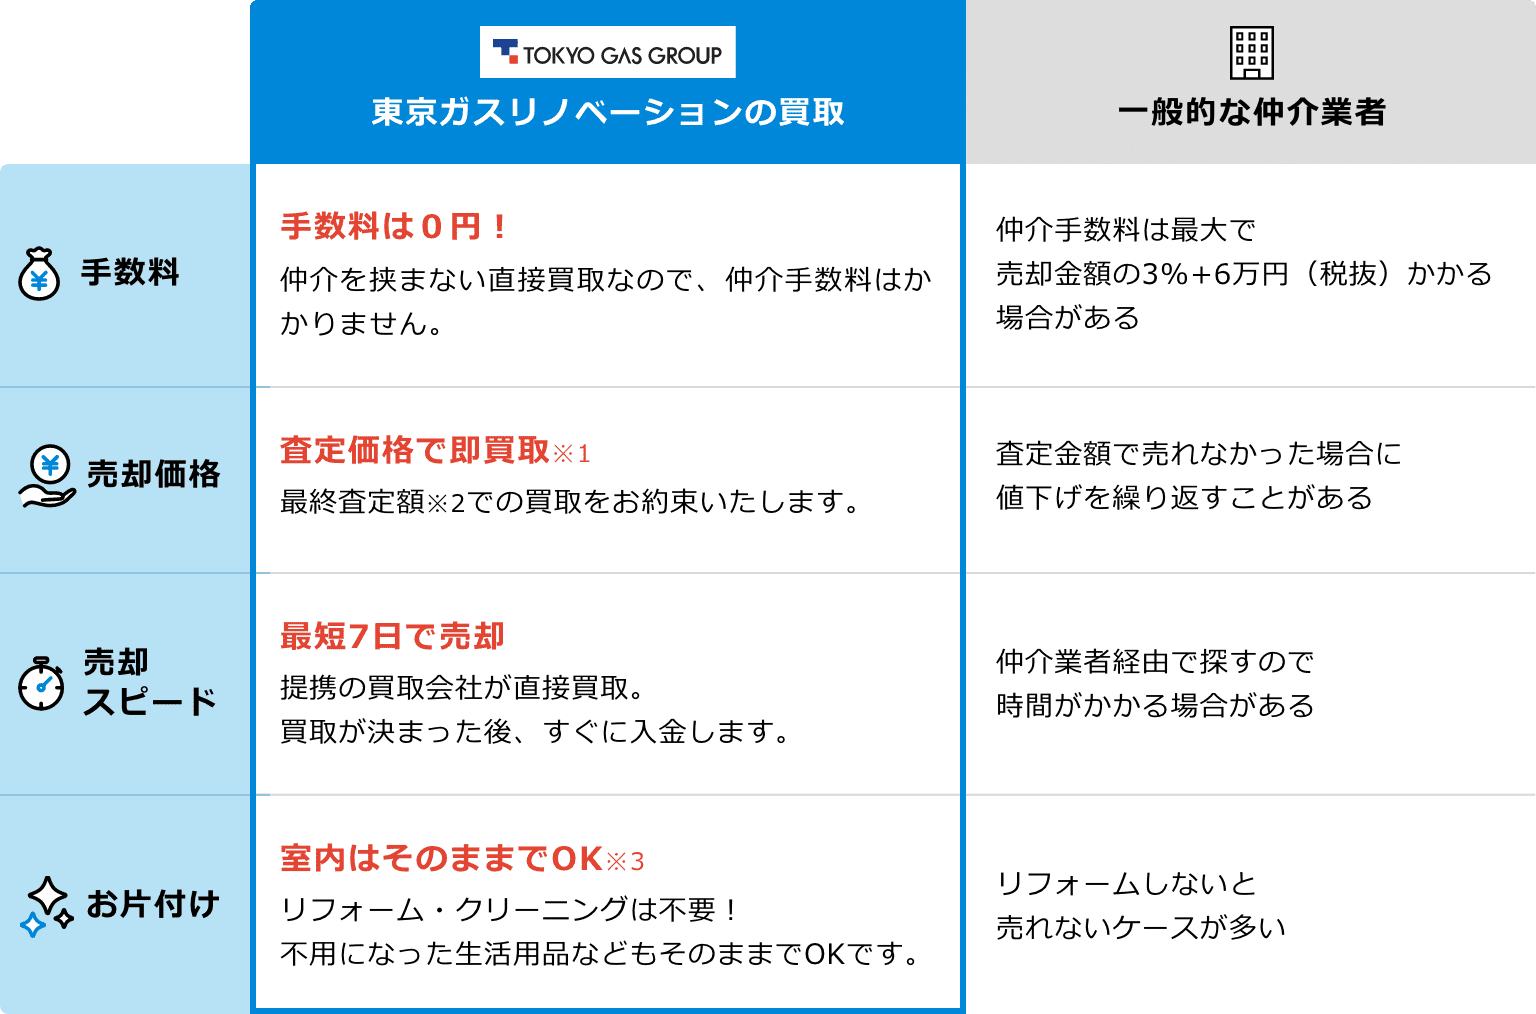 TOKYO GAS GROUP
東京ガスリノベーションの買取
一般的な仲介業者
手数料
手数料は０円！
仲介を挟まない直接買取なので、仲介手数料はか
かりません。
仲介手数料は最大で
売却金額の3%+6万円（税抜）かかる
場合がある
売却価格
査定価格で即買取※1
最終査定額※2での買取をお約束いたします。
査定金額で売れなかった場合に
値下げを繰り返すことがある
売却
スピード
最短7日で売却
提携の買取会社が直接買取。
買取が決まった後、すぐに入金します。
仲介業者経由で探すので
時間がかかる場合がある
お片付け
室内はそのままでOK※3
リフォーム・クリーニングは不要！
不用になった生活用品などもそのままでOKです。
リフォームしないと
売れないケースが多い